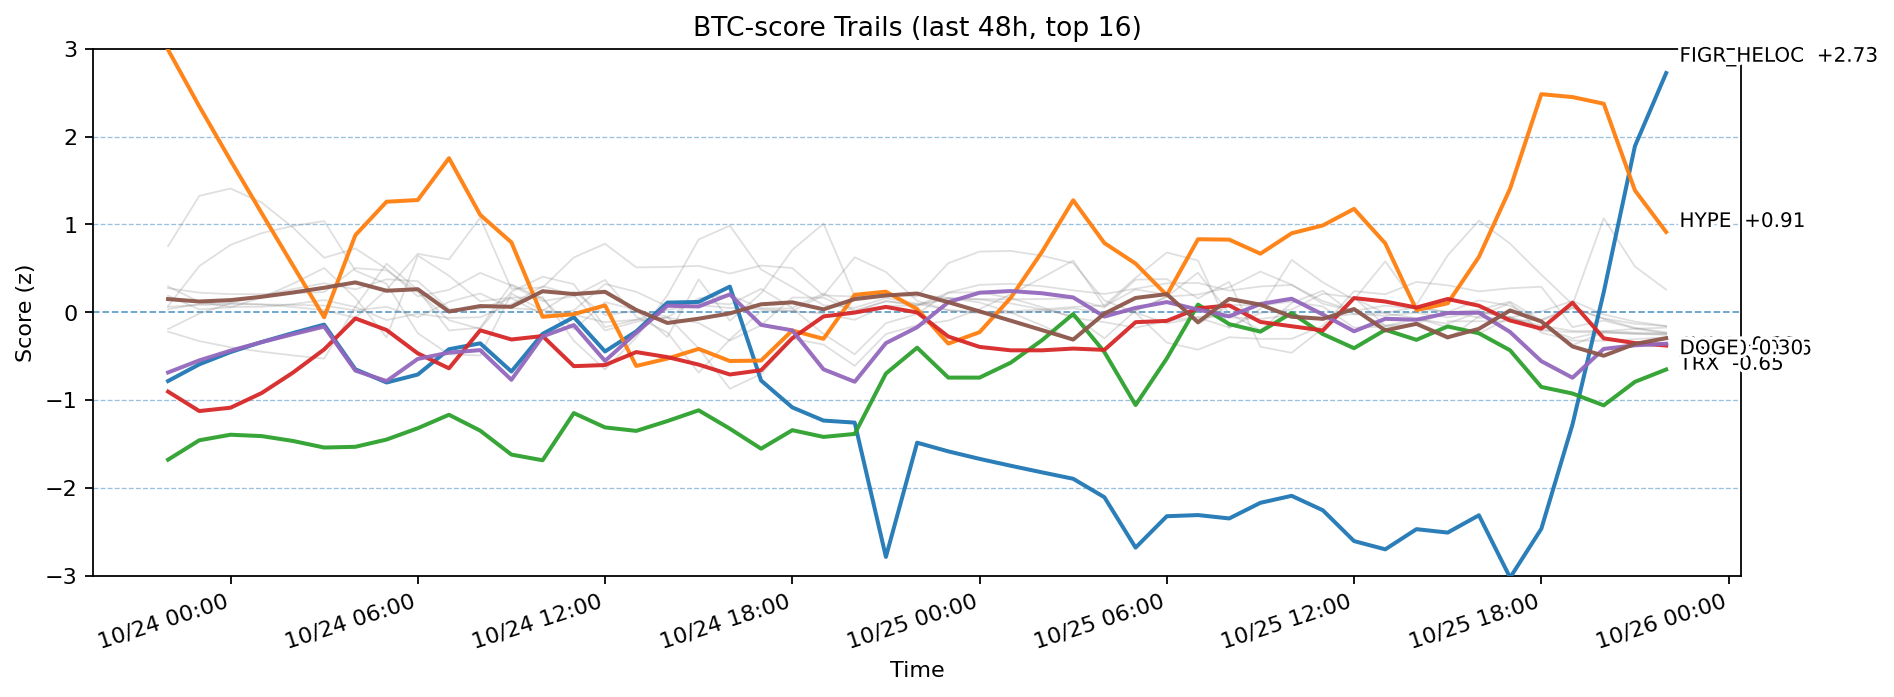 BTC-score Trails (last 48h, top 16)
Score (z)
3
2
1
0
−1
−2
−3
FIGR_HELOC +2.73
HYPE +0.91
DOGE
TRX -0.65
10/24 00:00
10/24 06:00
10/24 12:00
10/24 18:00
10/25 00:00
10/25 06:00
10/25 12:00
10/25 18:00
10/26 00:00
Time